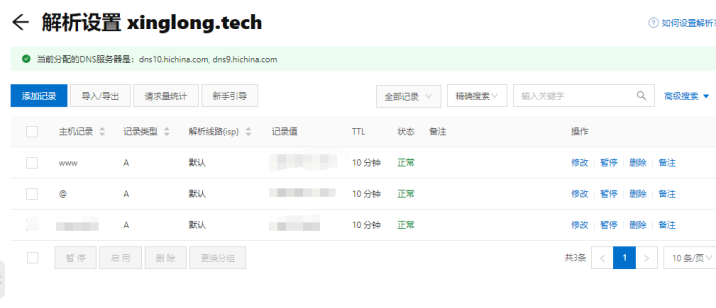 ← 解析设置 xinglong.tech
如何设置解析
当前分配的DNS服务器是: dns10.hichina.com, dns9.hichina.com
添加记录 导入/导出 请求量统计 新手引导 全部记录 精确搜索 输入关键字 高级搜索
主机记录 记录类型 解析线路(isp) 记录值 TTL 状态 备注 操作
www A 默认 10 分钟 正常 修改 暂停 删除 备注
@ A 默认 10 分钟 正常 修改 暂停 删除 备注
A 默认 10 分钟 正常 修改 暂停 删除 备注
暂停 启用 删除 更换分组 共3条 < 1 > 10 条/页